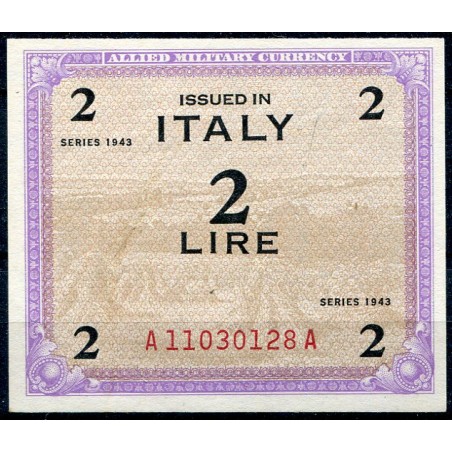 ALLIED MILITARY CURRENCY
2 ISSUED IN 2
SERIES 1943 ITALY
2
LIRE
SERIES 1943
2 A11030128A 2